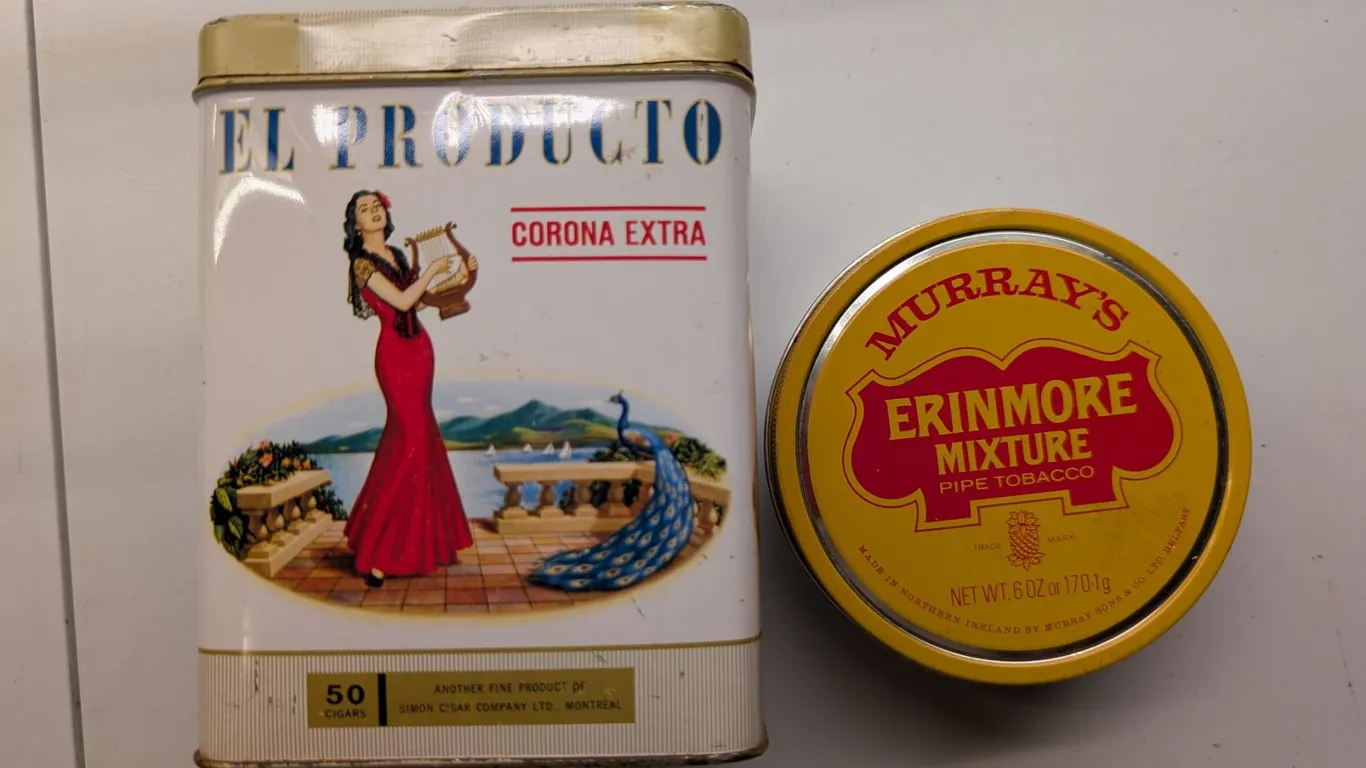 EL PRODUCTO
CORONA EXTRA
50
CIGARS
ANOTHER FINE PRODUCT OF
SIMON CIGAR COMPANY LTD., MONTREAL
MURRAY'S
ERINMORE
MIXTURE
PIPE TOBACCO
TRADE MARK
NET WT. 6 OZ or 170·1g
MADE IN NORTHERN IRELAND BY MURRAY SONS & CO. LTD. BELFAST